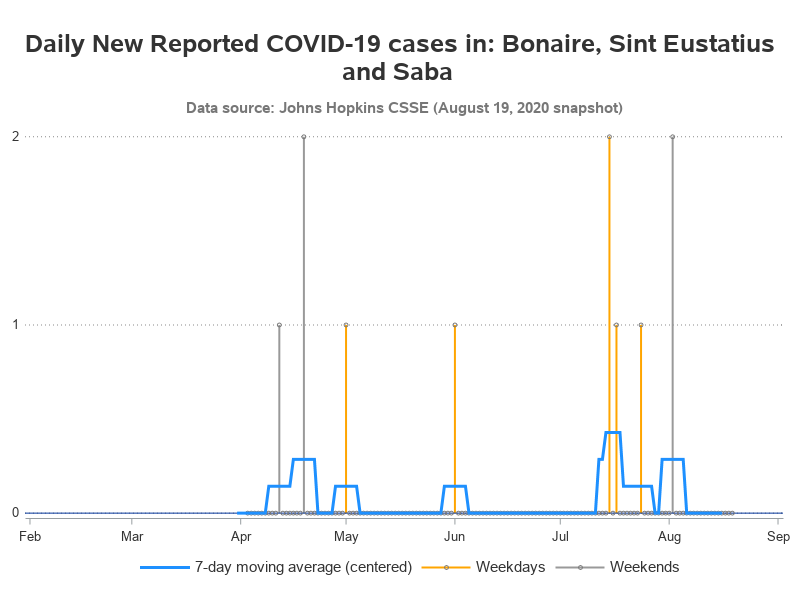 Daily New Reported COVID-19 cases in: Bonaire, Sint Eustatius
and Saba
Data source: Johns Hopkins CSSE (August 19, 2020 snapshot)
2
1
0
Feb Mar Apr May Jun Jul Aug Sep
7-day moving average (centered) Weekdays Weekends